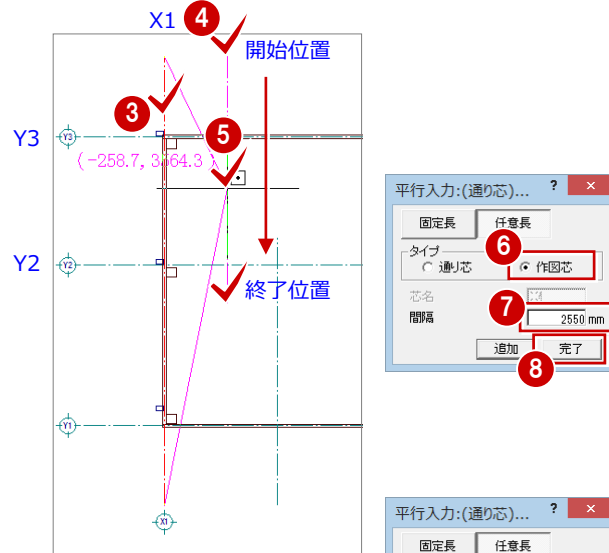 X1 4
開始位置
3
Y3 Y3 5
(-258.7, 3564.3)
Y2 Y2
終了位置
Y1
X1
平行入力:(通り芯)... ? ×
固定長 任意長
タイプ 6
通り芯 作図芯
芯名
7
間隔 2550 mm
追加 完了
8
平行入力:(通り芯)... ? ×
固定長 任意長